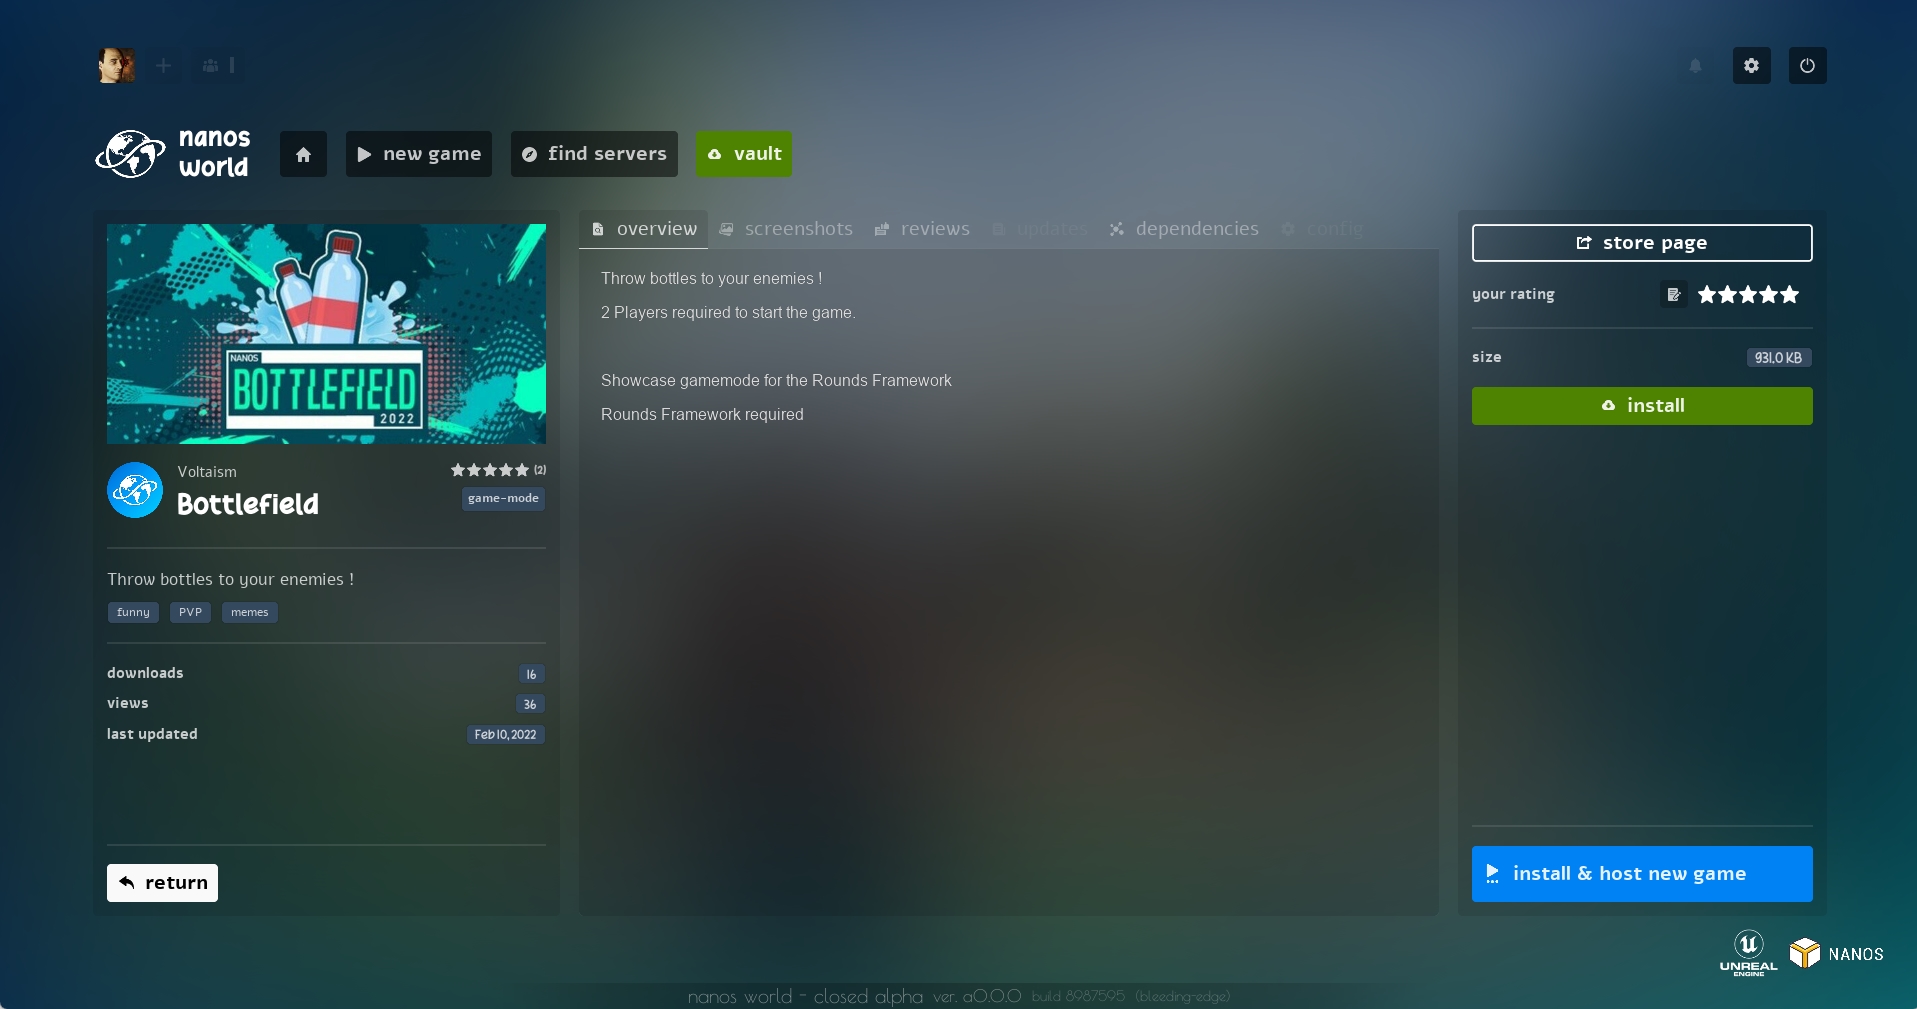 nanos
world
new game
find servers
vault
NANOS
BOTTLEFIELD
2022
Voltaism
(2)
Bottlefield
game-mode
Throw bottles to your enemies !
funny
PVP
memes
downloads
16
views
36
last updated
Feb 10, 2022
return
overview
screenshots
reviews
updates
dependencies
config
Throw bottles to your enemies !
2 Players required to start the game.
Showcase gamemode for the Rounds Framework
Rounds Framework required
store page
your rating
size
931.0 KB
install
install & host new game
UNREAL
ENGINE
NANOS
nanos world - closed alpha ver. a0.0.0 build 8987595 (bleeding-edge)